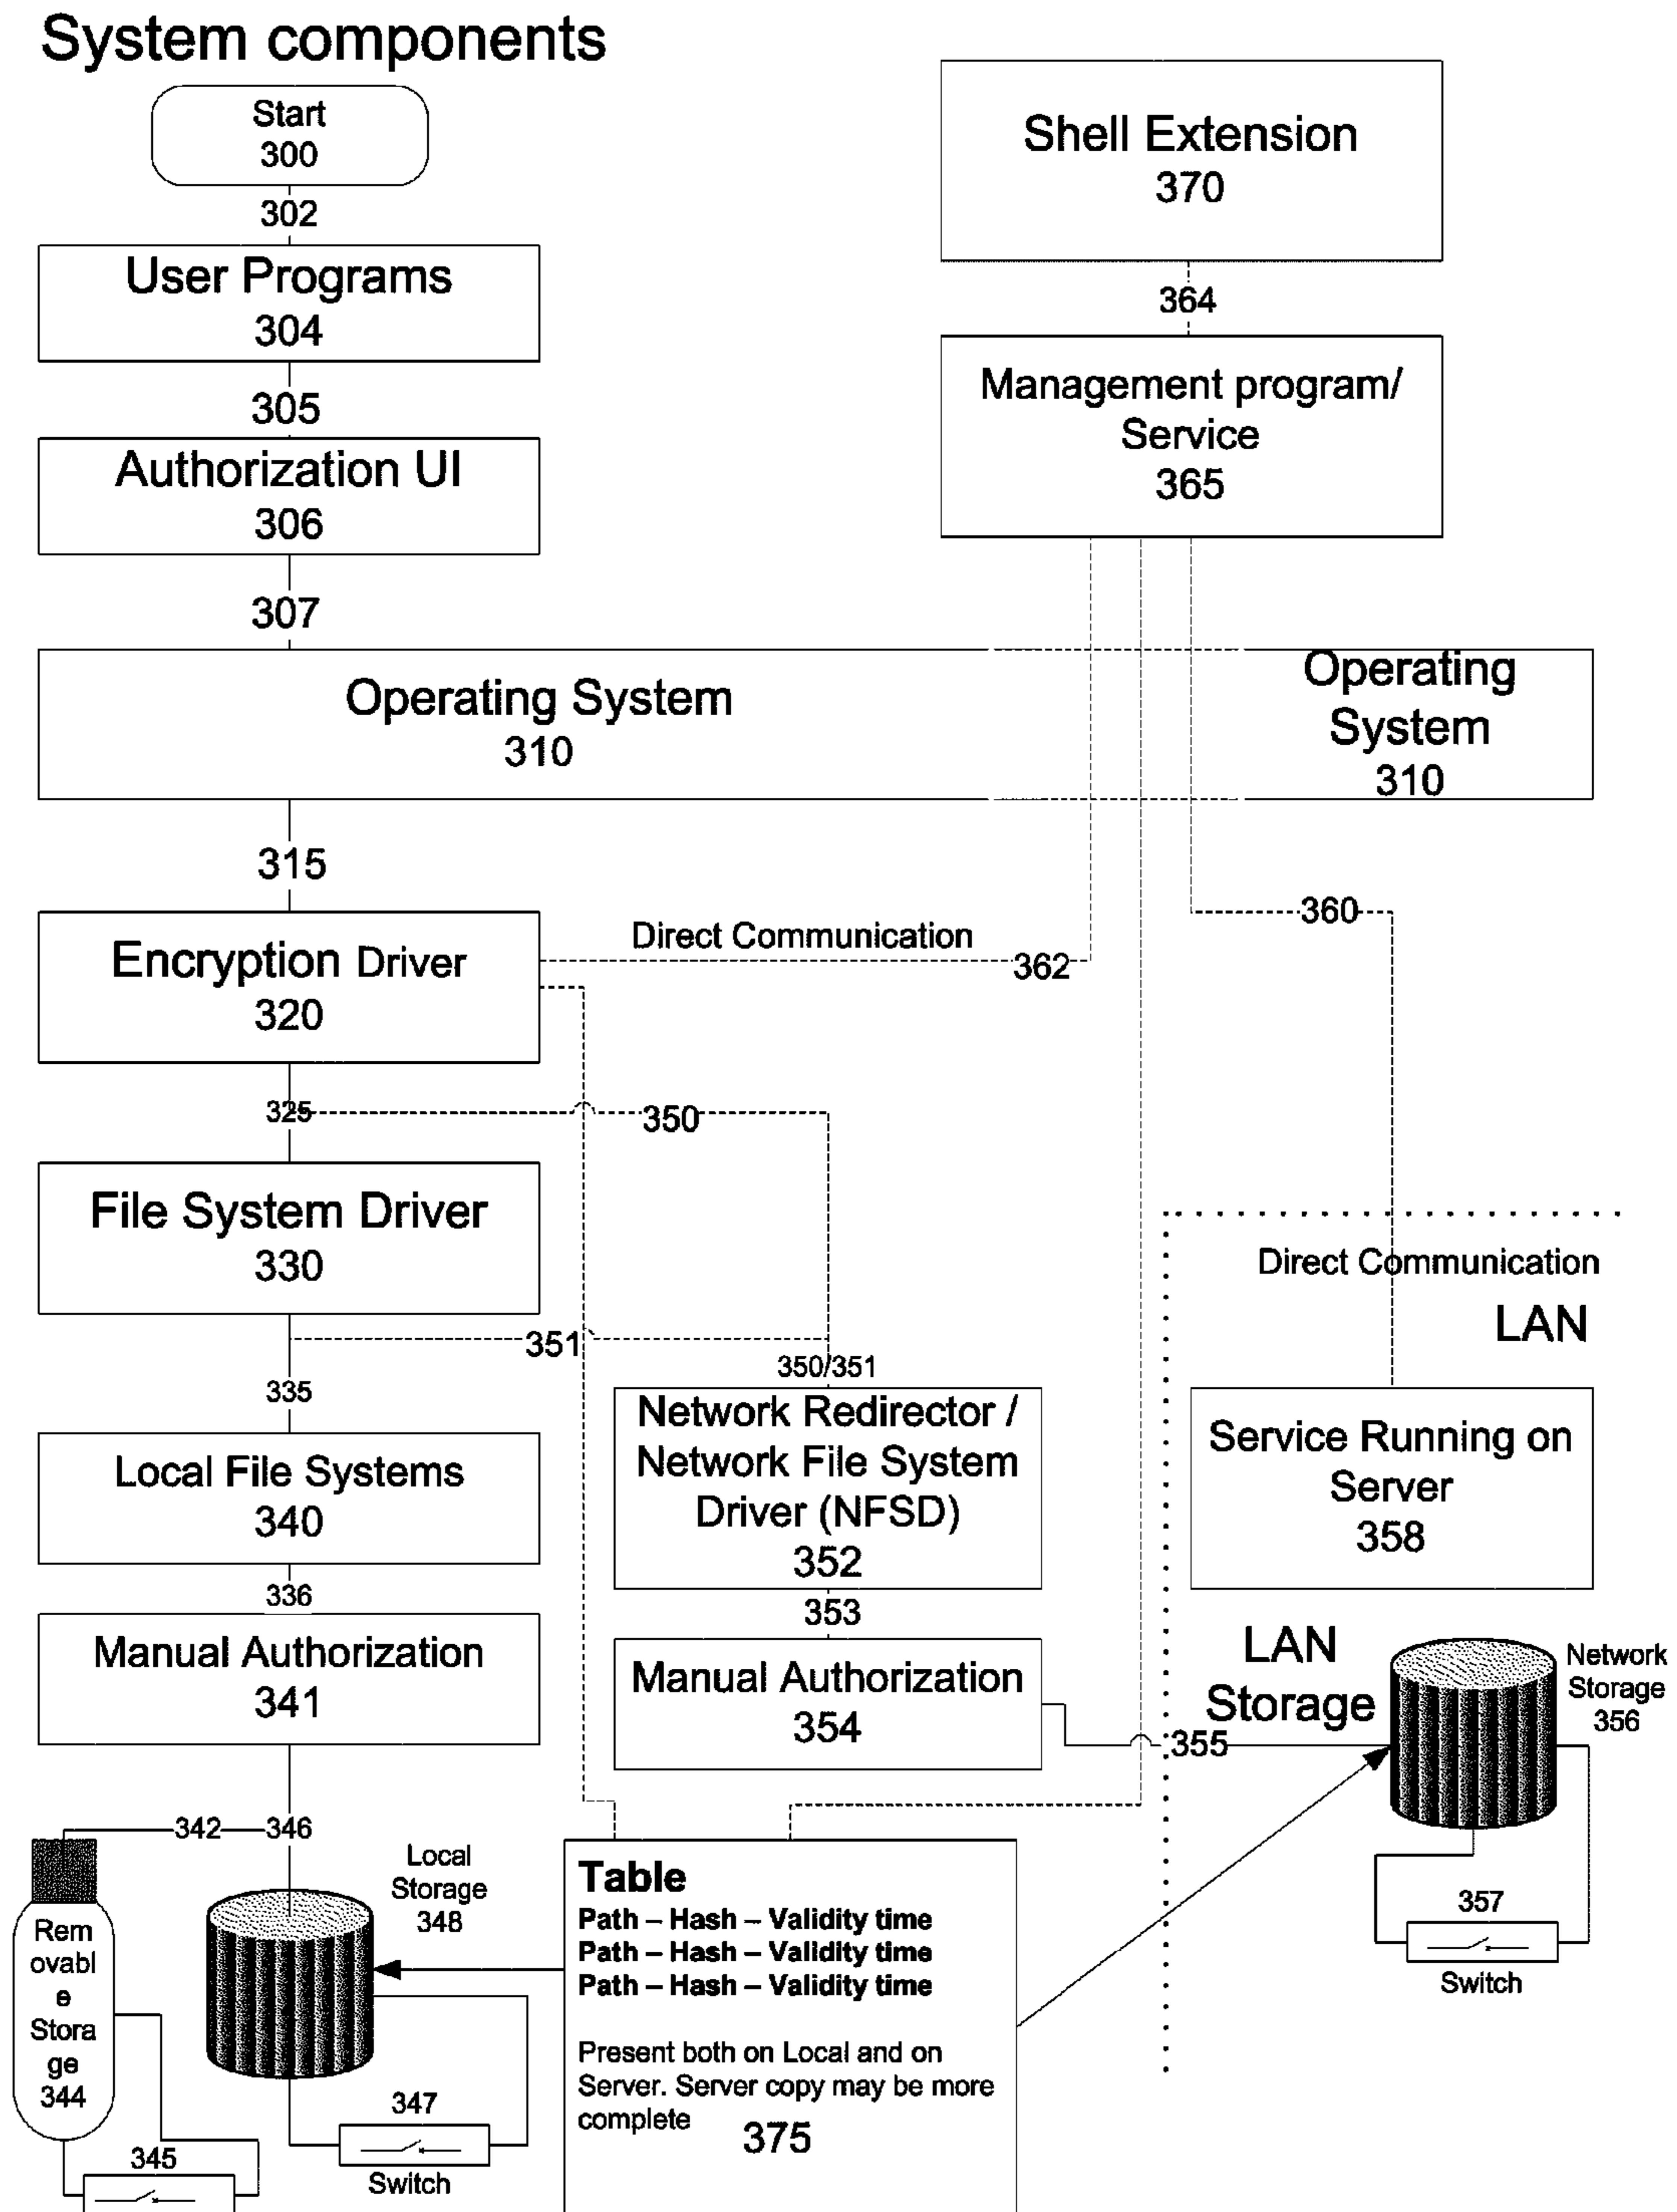 System components
Start
300
302
User Programs
304
305
Authorization UI
306
307
Shell Extension
370
364
Management program/
Service
365
Operating System
310
Operating
System
310
315
Encryption Driver
320
Direct Communication
362
360
325
350
File System Driver
330
351
350/351
335
Direct Communication
LAN
Local File Systems
340
336
Network Redirector /
Network File System
Driver (NFSD)
352
353
Service Running on
Server
358
Manual Authorization
341
Manual Authorization
354
355
LAN
Storage
Network
Storage
356
357
Switch
342
346
Local
Storage
348
Rem
ovabl
e
Stora
ge
344
345
347
Switch
Table
Path – Hash – Validity time
Path – Hash – Validity time
Path – Hash – Validity time
Present both on Local and on
Server. Server copy may be more
complete
375